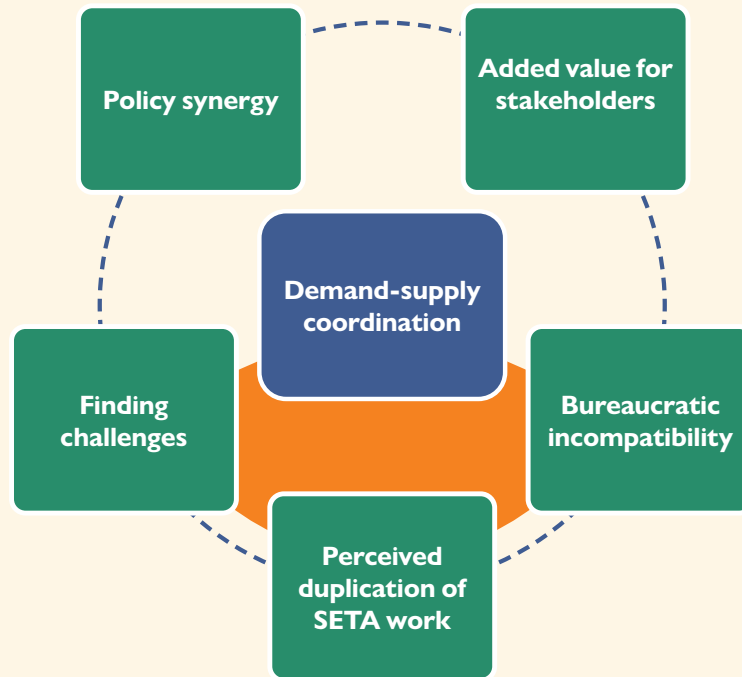 Policy synergy
Added value for
stakeholders
Demand-supply
coordination
Finding
challenges
Bureaucratic
incompatibility
Perceived
duplication of
SETA work